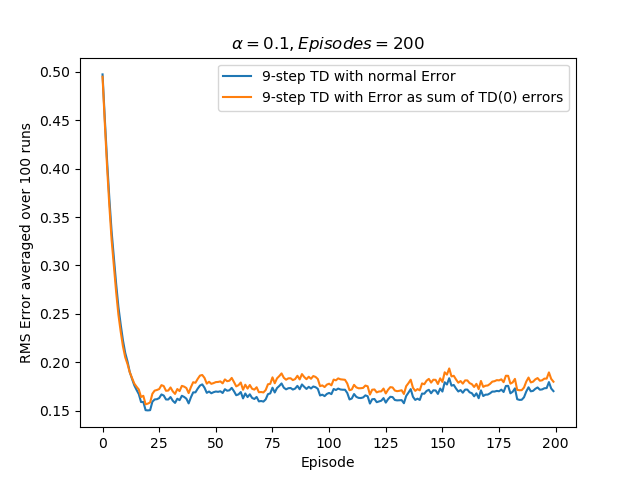 α = 0.1, Episodes = 200
9-step TD with normal Error
9-step TD with Error as sum of TD(0) errors
RMS Error averaged over 100 runs
0.50
0.45
0.40
0.35
0.30
0.25
0.20
0.15
0 25 50 75 100 125 150 175 200
Episode